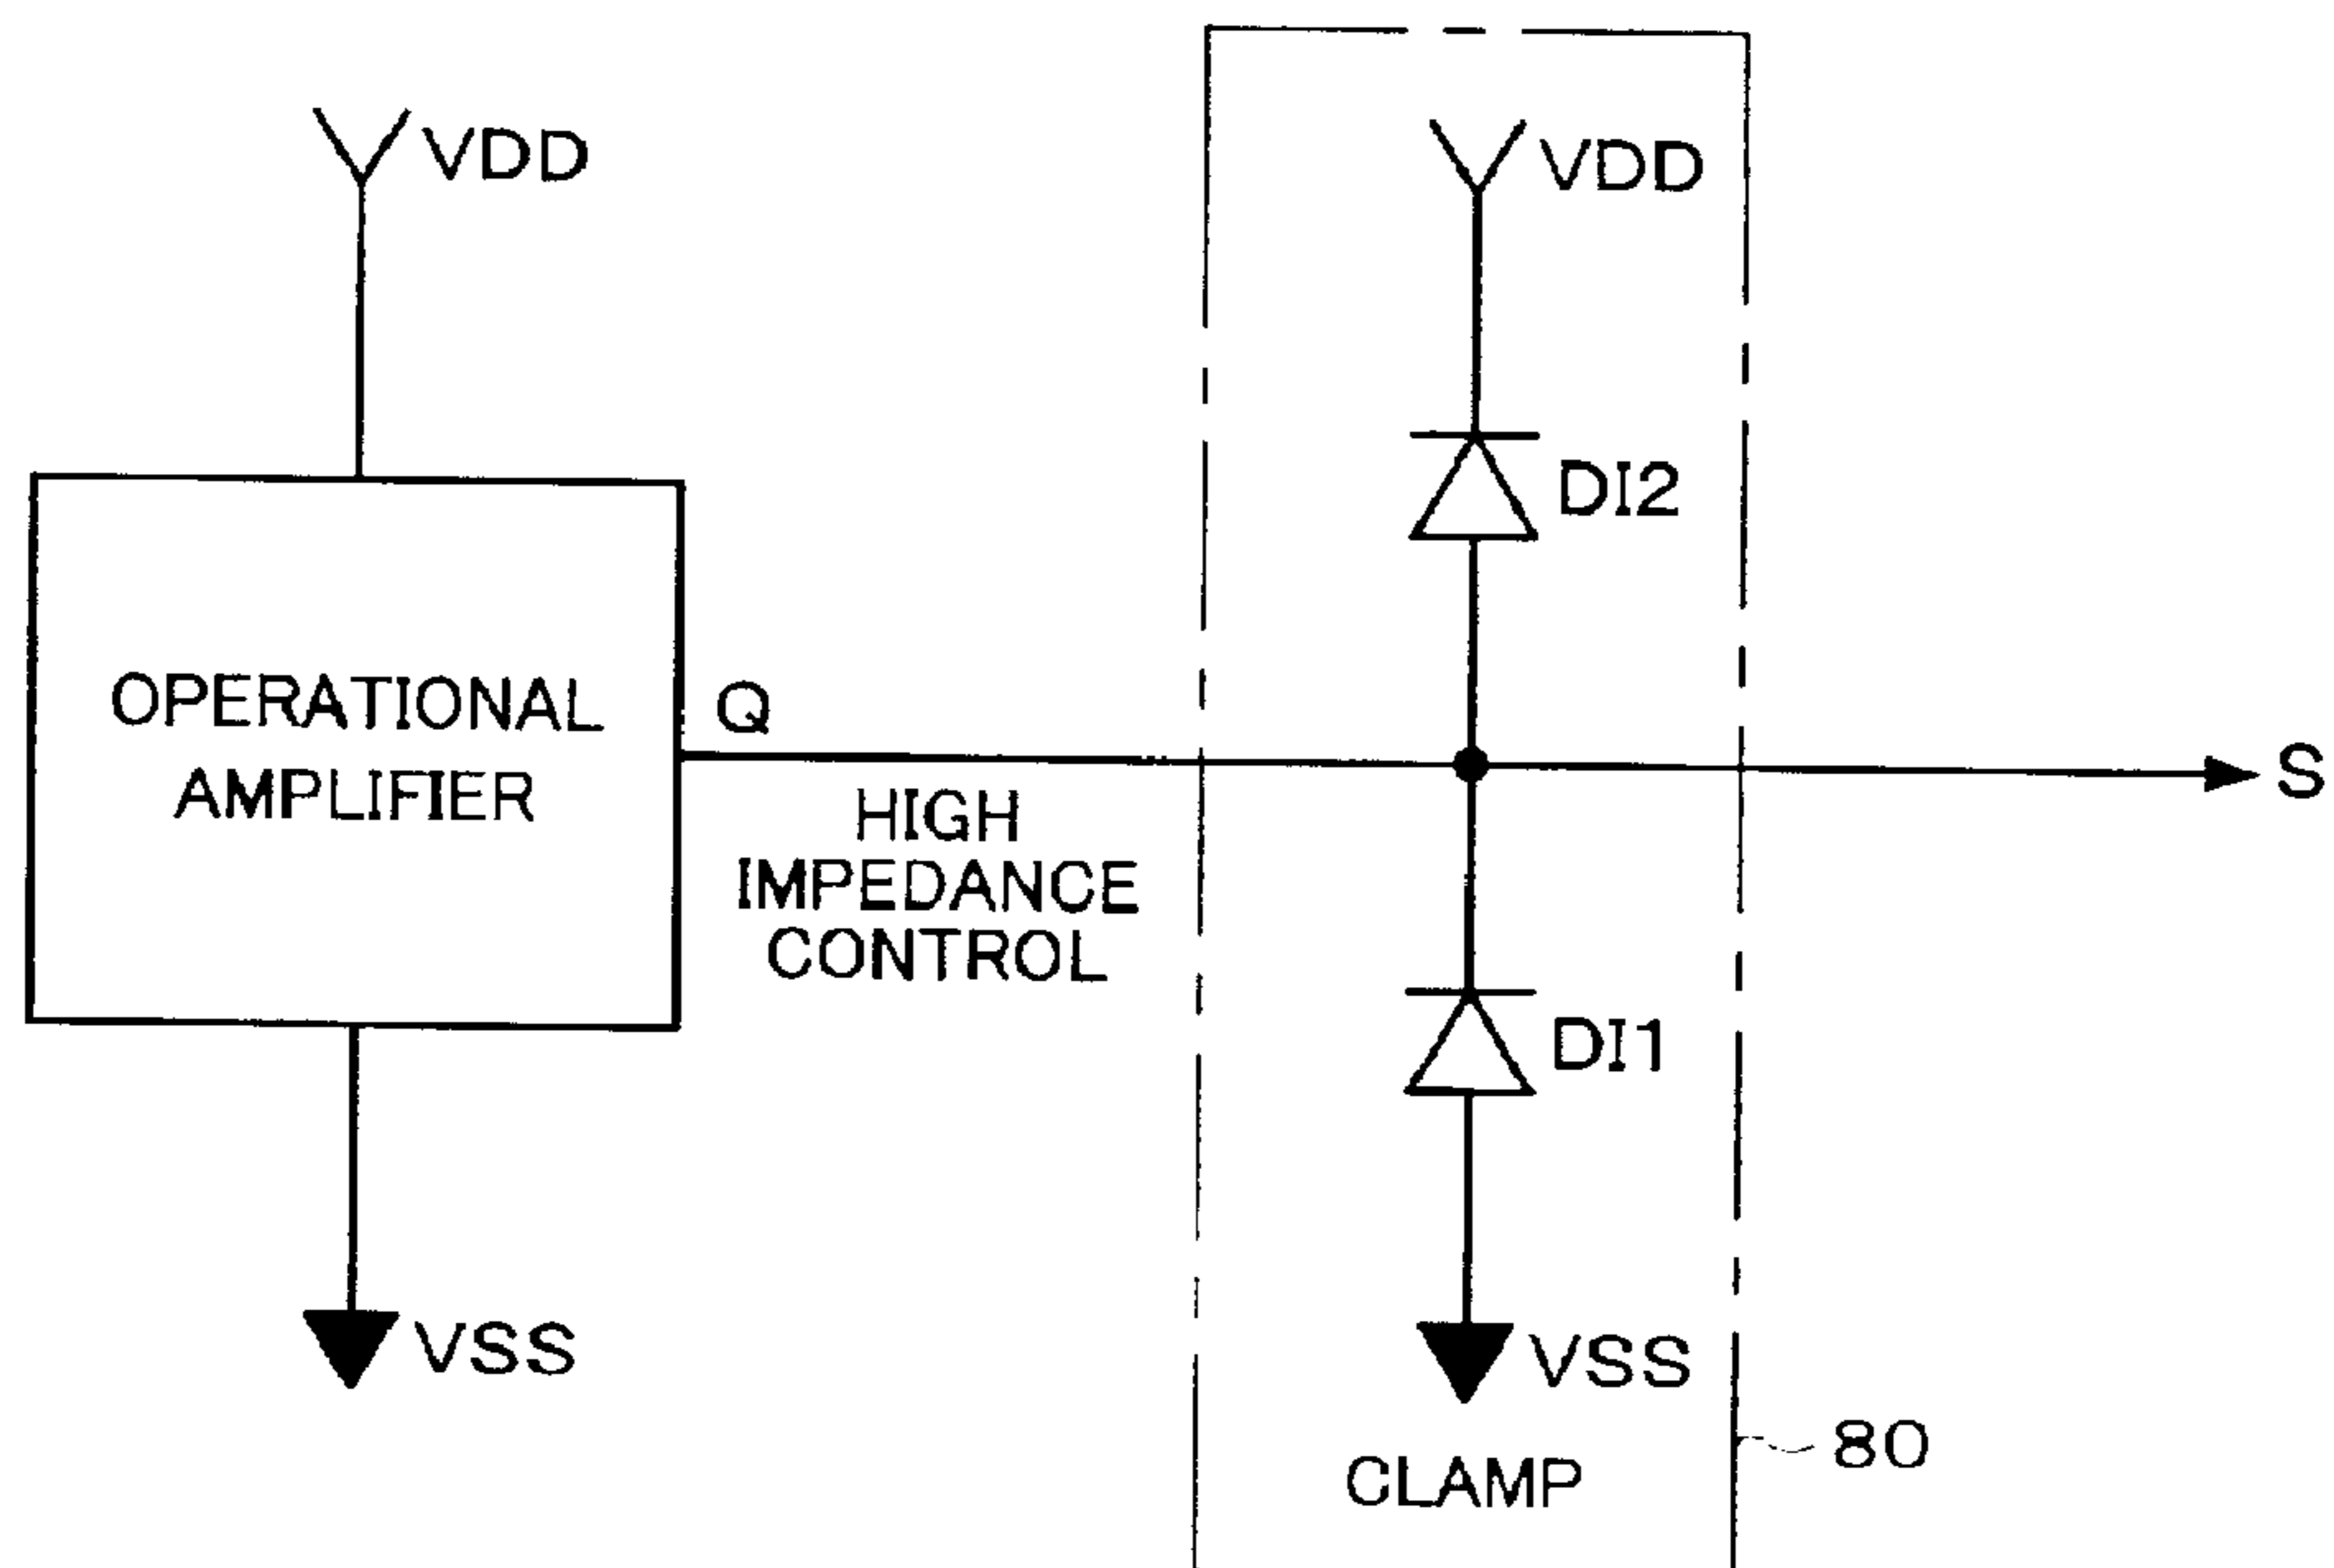 VDD
VDD
DI2
OPERATIONAL
AMPLIFIER
Q
S
HIGH
IMPEDANCE
CONTROL
DI1
VSS
VSS
80
CLAMP